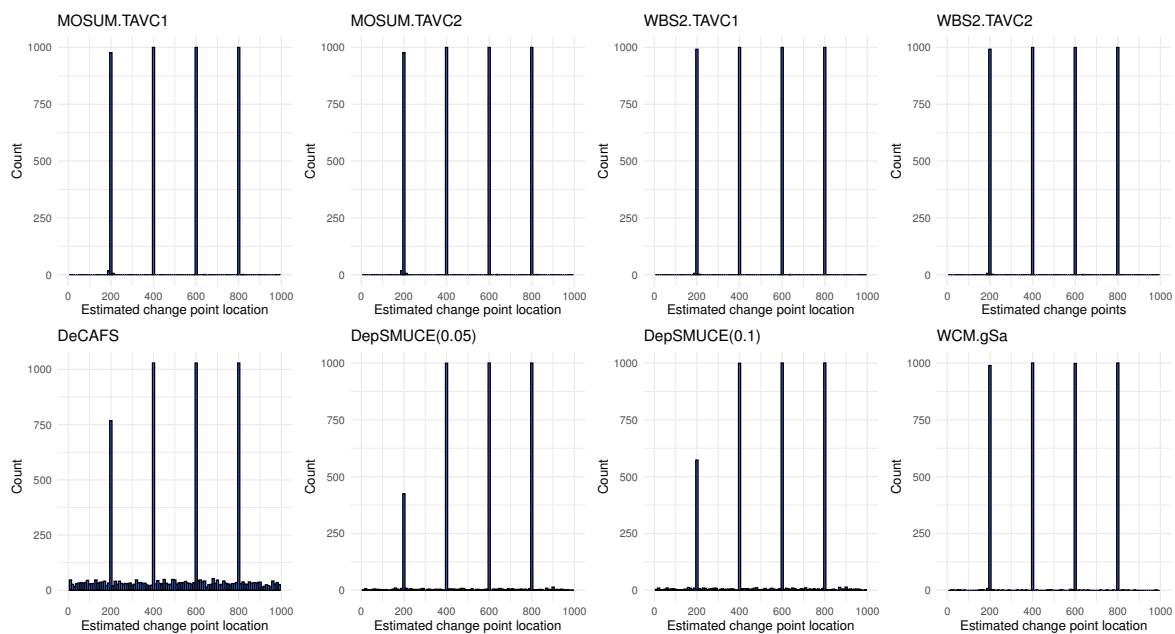 MOSUM.TAVC1 MOSUM.TAVC2 WBS2.TAVC1 WBS2.TAVC2
1000 1000 1000 1000
750 750 750 750
Count Count Count Count
500 500 500 500
250 250 250 250
0 0 0 0
0 200 400 600 800 1000 0 200 400 600 800 1000 0 200 400 600 800 1000 0 200 400 600 800 1000
Estimated change point location Estimated change point location Estimated change point location Estimated change points
DeCAFS DepSMUCE(0.05) DepSMUCE(0.1) WCM.gSa
1000 1000 1000 1000
750 750 750 750
Count Count Count Count
500 500 500 500
250 250 250 250
0 0 0 0
0 200 400 600 800 1000 0 200 400 600 800 1000 0 200 400 600 800 1000 0 200 400 600 800 1000
Estimated change point location Estimated change point location Estimated change point location Estimated change point location